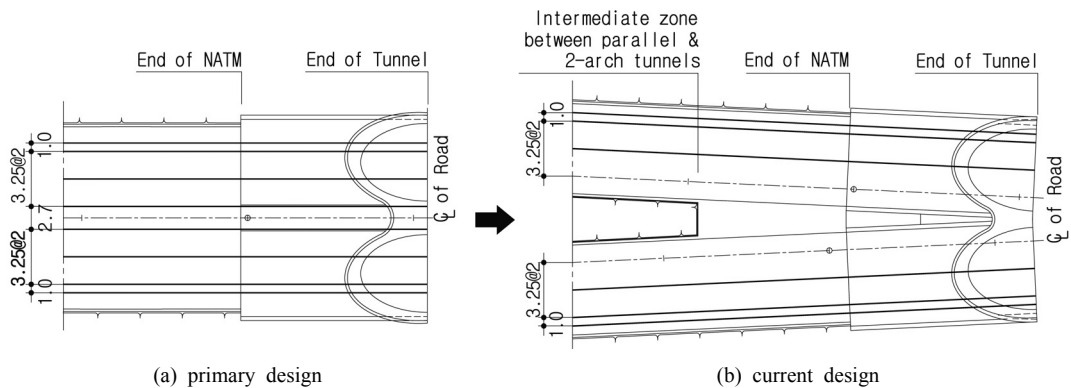 End of NATM
End of Tunnel
1.0
3.25@2
2.7
3.25@2
1.0
℄ of Road
Intermediate zone
between parallel &
2-arch tunnels
End of NATM
End of Tunnel
1.0
3.25@2
3.25@2
1.0
℄ of Road
(a) primary design
(b) current design